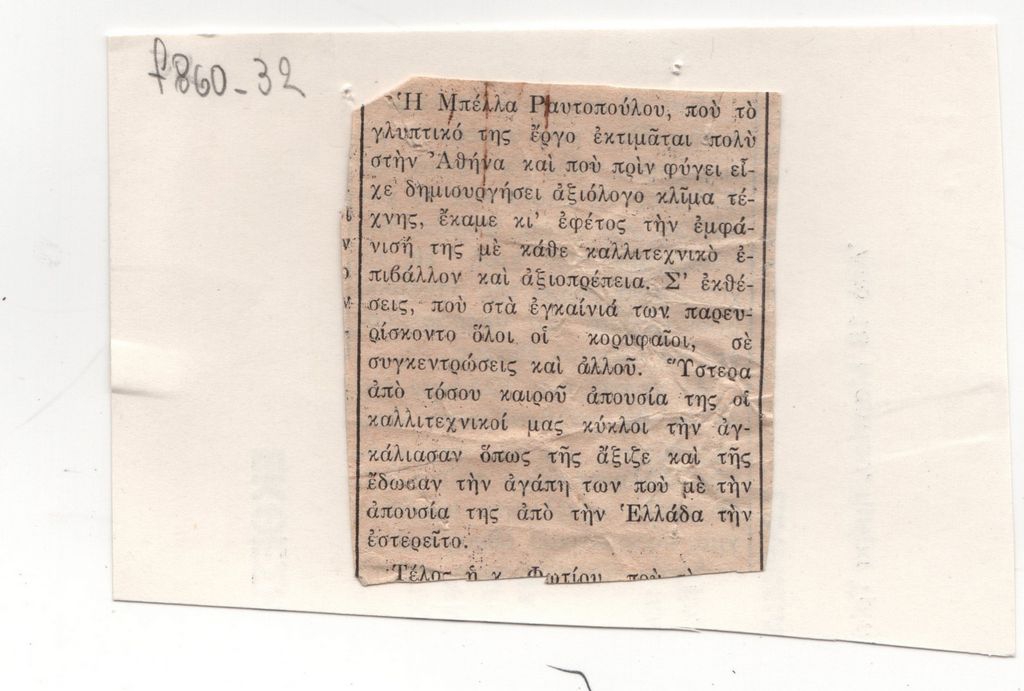 f860-32
Ἡ Μπέλλα Ραυτοπούλου, ποὺ τὸ
γλυπτικό της ἔργο ἐκτιμᾶται πολὺ
στὴν Ἀθήνα καὶ ποὺ πρὶν φύγει εἶ-
χε δημιουργήσει ἀξιόλογο κλῖμα τέ-
χνης, ἔκαμε κι' ἐφέτος τὴν ἐμφά-
νισή της μὲ κάθε καλλιτεχνικὸ ἐ-
πιβάλλον καὶ ἀξιοπρέπεια. Σ' ἐκθέ-
σεις, ποὺ στὰ ἐγκαίνιά των παρευ-
ρίσκοντο ὅλοι οἱ κορυφαῖοι, σὲ
συγκεντρώσεις καὶ ἀλλοῦ. Ὕστερα
ἀπὸ τόσου καιροῦ ἀπουσία της οἱ
καλλιτεχνικοί μας κύκλοι τὴν ἀγ-
κάλιασαν ὅπως τῆς ἄξιζε καὶ τῆς
ἔδωσαν τὴν ἀγάπη των ποὺ μὲ τὴν
ἀπουσία της ἀπὸ τὴν Ἑλλάδα τὴν
ἐστερεῖτο.
Τέλος ἡ κ. Φωτίου ποὺ